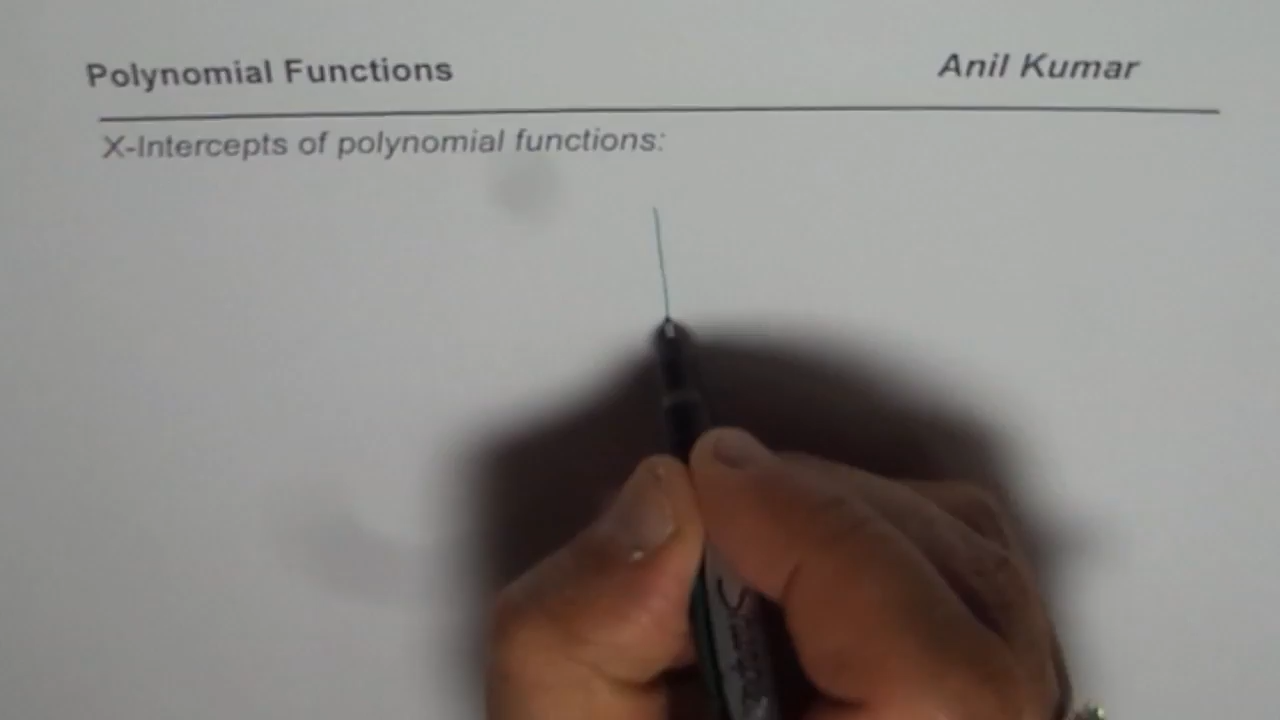 Polynomial Functions Anil Kumar
X-Intercepts of polynomial functions: